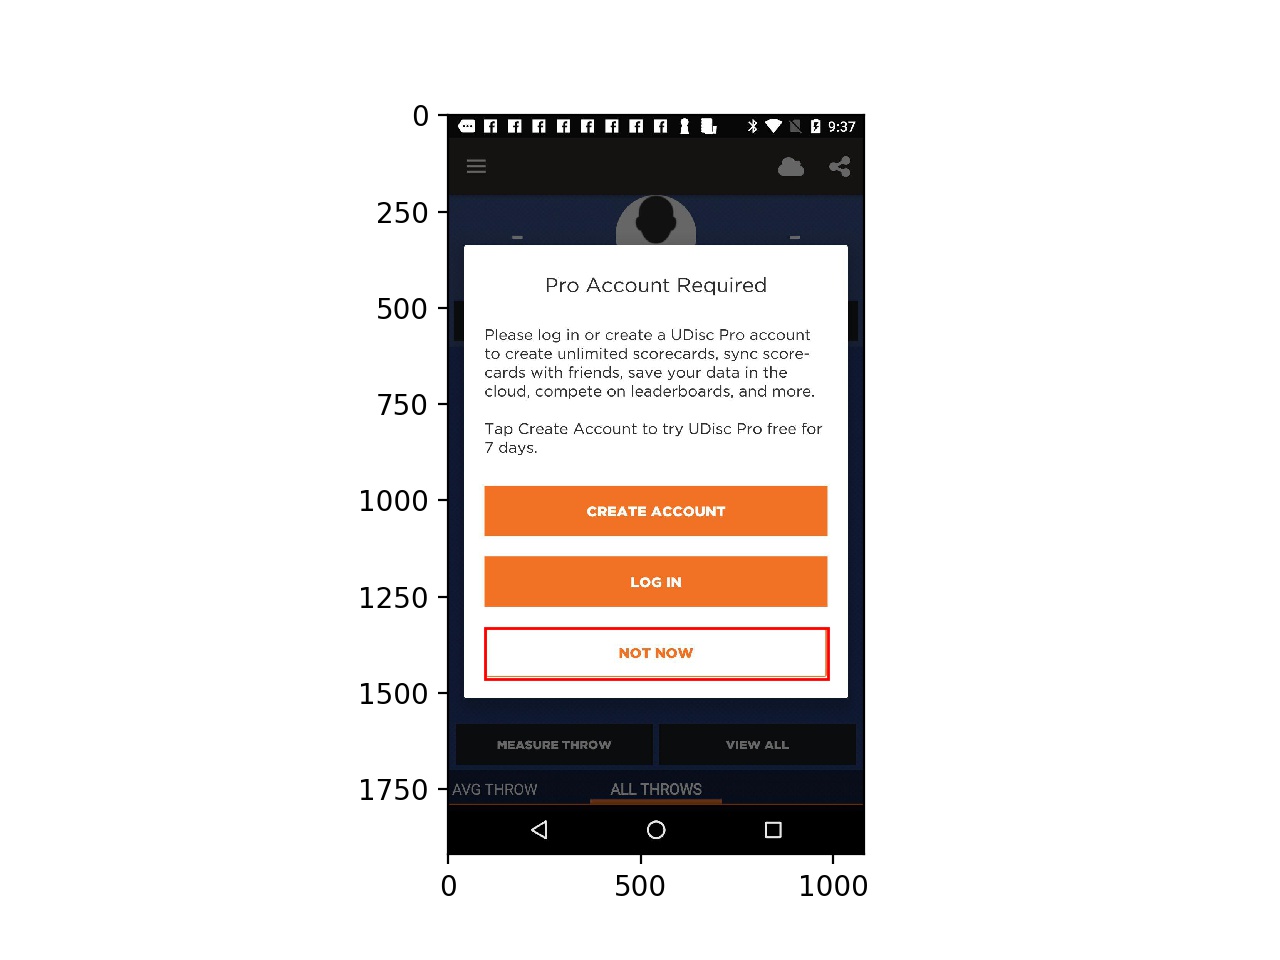 9:37
Pro Account Required
Please log in or create a UDisc Pro account
to create unlimited scorecards, sync score-
cards with friends, save your data in the
cloud, compete on leaderboards, and more.
Tap Create Account to try UDisc Pro free for
7 days.
CREATE ACCOUNT
LOG IN
NOT NOW
MEASURE THROW VIEW ALL
AVG THROW ALL THROWS
0
250
500
750
1000
1250
1500
1750
0 500 1000